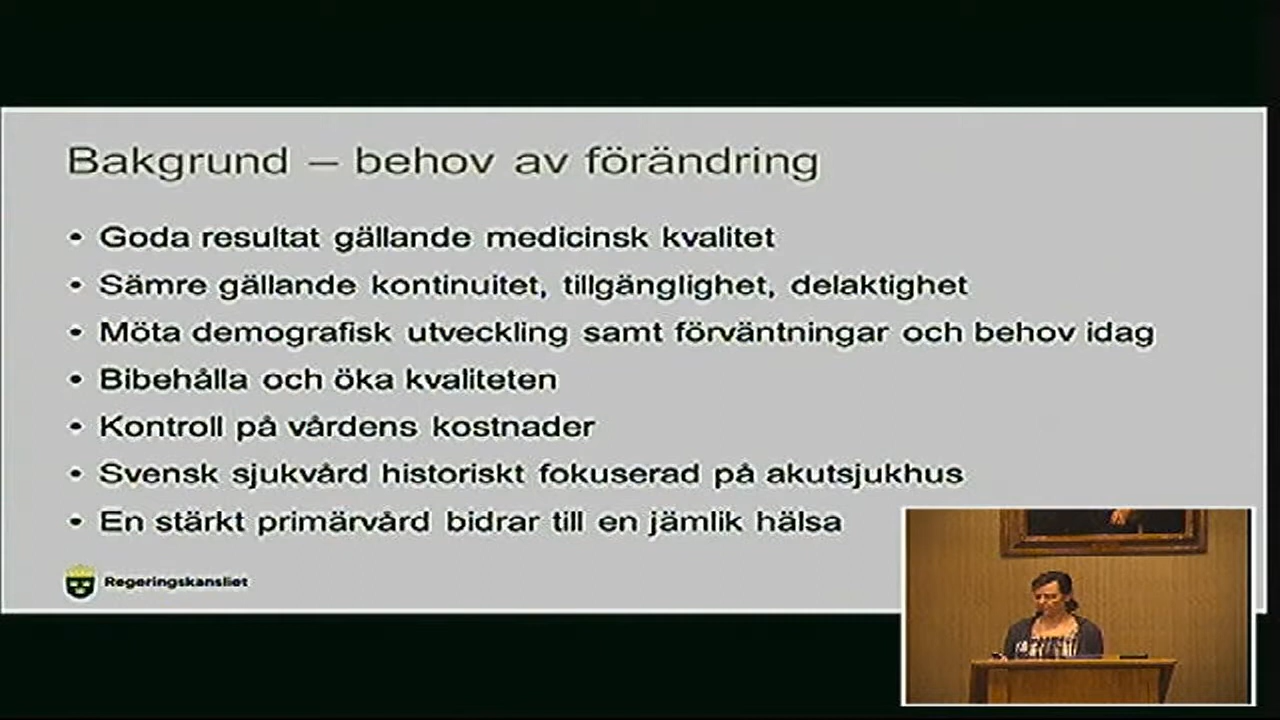 Bakgrund – behov av förändring
• Goda resultat gällande medicinsk kvalitet
• Sämre gällande kontinuitet, tillgänglighet, delaktighet
• Möta demografisk utveckling samt förväntningar och behov idag
• Bibehålla och öka kvaliteten
• Kontroll på vårdens kostnader
• Svensk sjukvård historiskt fokuserad på akutsjukhus
• En stärkt primärvård bidrar till en jämlik hälsa
Regeringskansliet